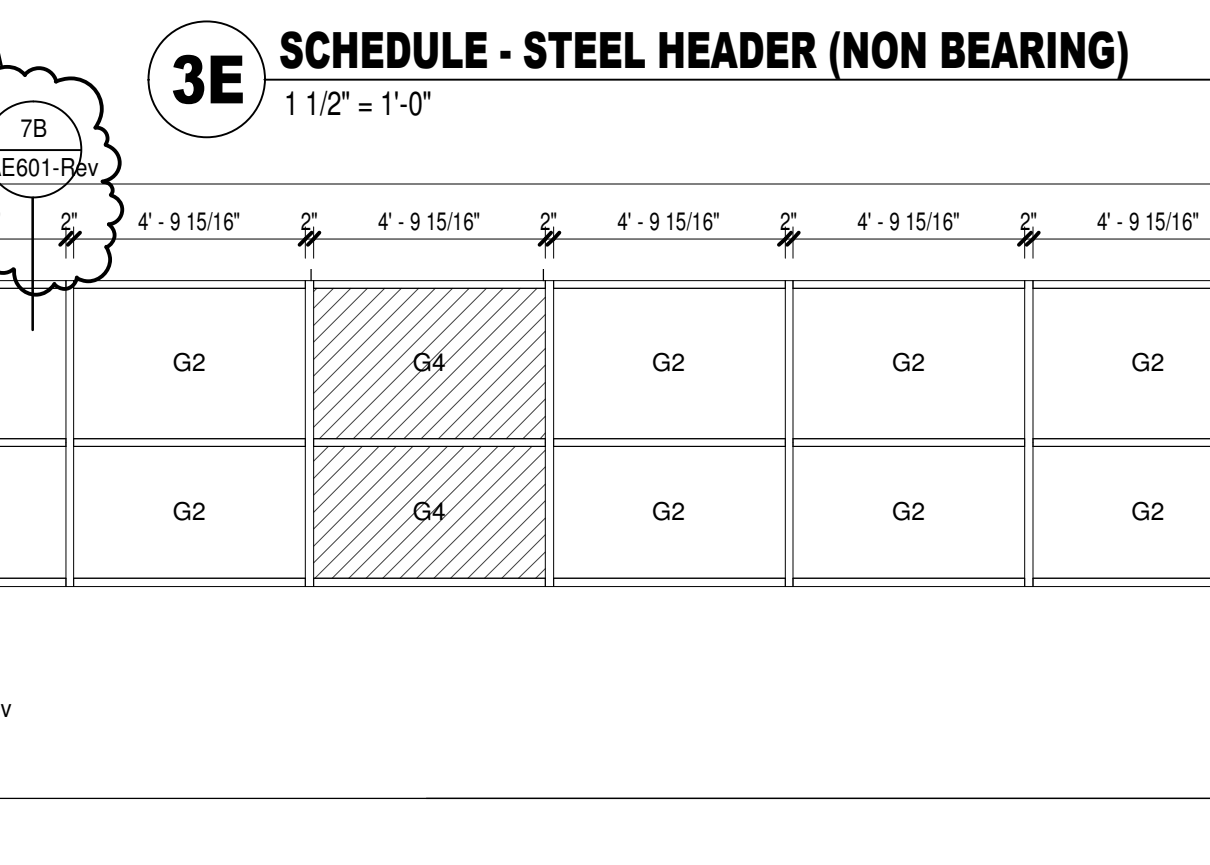 3E
SCHEDULE - STEEL HEADER (NON BEARING)
1 1/2" = 1'-0"
7B
E601-Rev
2" 4' - 9 15/16" 2" 4' - 9 15/16" 2" 4' - 9 15/16" 2" 4' - 9 15/16" 2" 4' - 9 15/16"
G2 G4 G2 G2 G2
G2 G4 G2 G2 G2
v